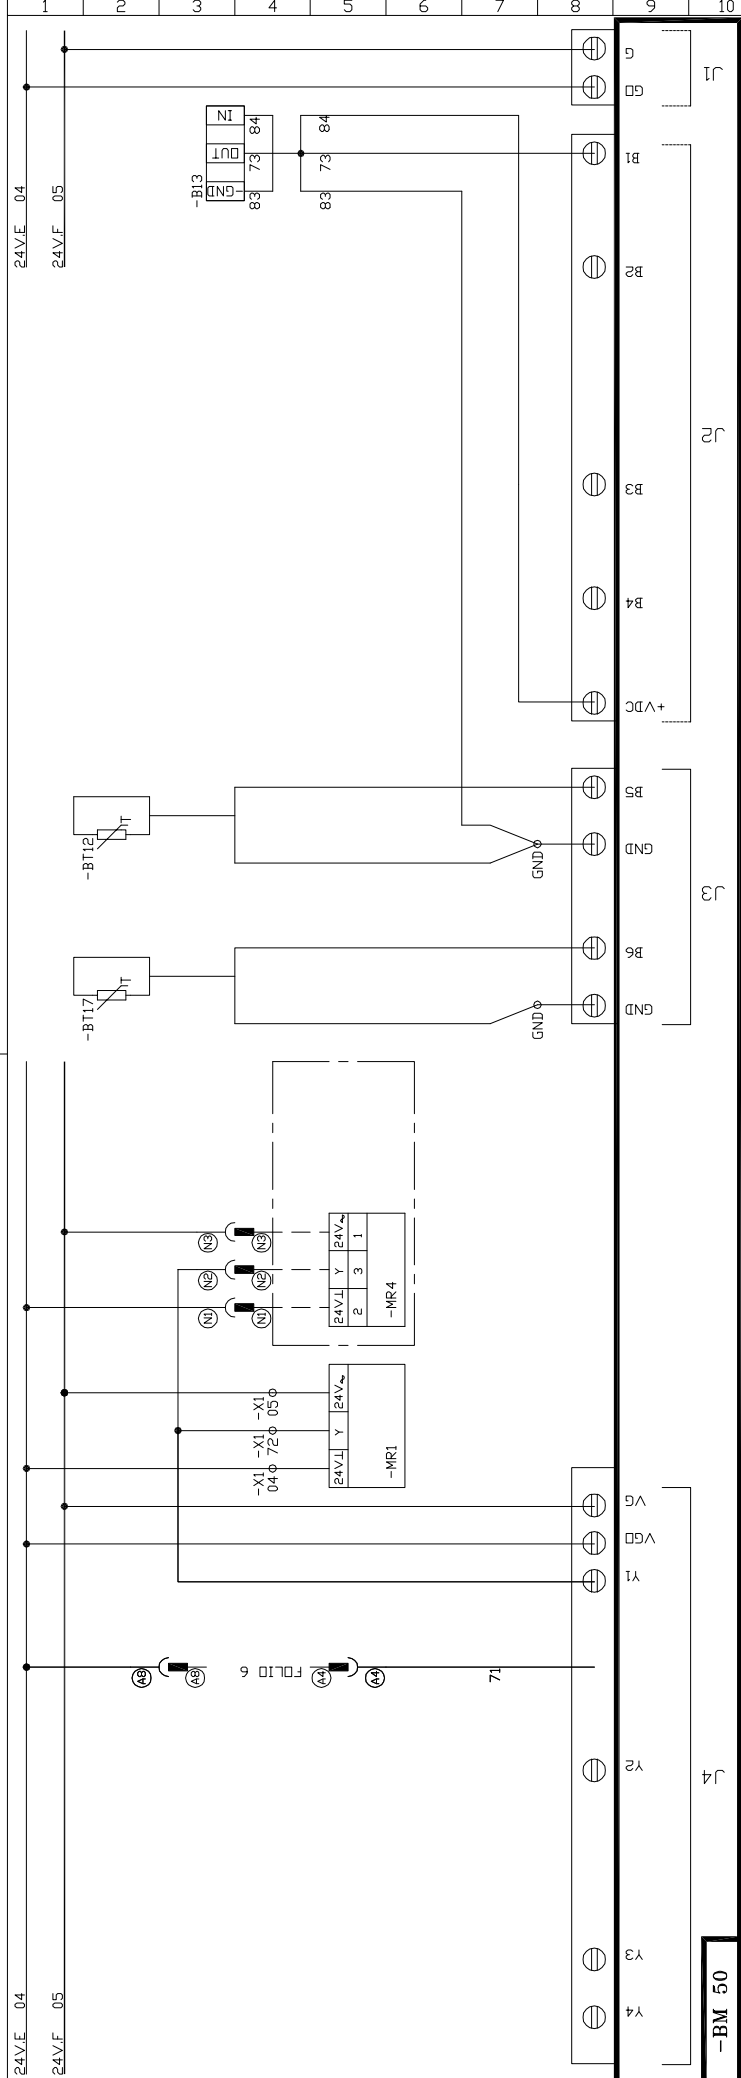 1 2 3 4 5 6 7 8 9 10
24V.E 04
24V.F 05
G
G0
J1
IN
OUT
GND
-B13
84
73
83
84
73
83
B1
B2
B3
B4
+VDC
J2
-BT12
T
B5
GND
GND
J3
-BT17
T
B6
GND
GND
N3 N3
N2 N2
N1 N1
24V~ 1
Y 3
24V⊥ 2
-MR4
-X1 05
-X1 72
-X1 04
24V~
Y
24V⊥
-MR1
VG
VG0
Y1
A8 A8
FOLIO 6
A4 A4
71
Y2
J4
Y3
Y4
24V.E 04
24V.F 05
-BM 50